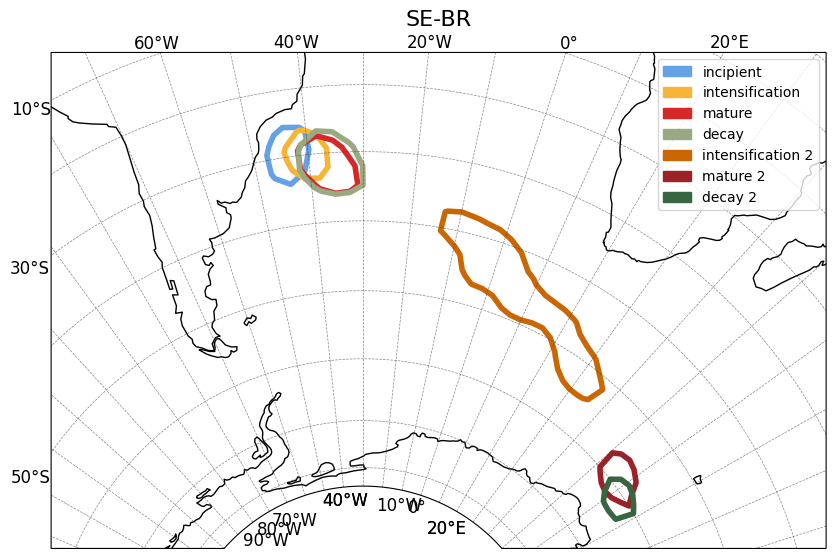 SE-BR
60°W 40°W 20°W 0° 20°E
incipient
intensification
mature
decay
intensification 2
mature 2
decay 2
10°S
30°S
50°S
40°W 10°W 0°
70°W 20°E
80°W
90°W